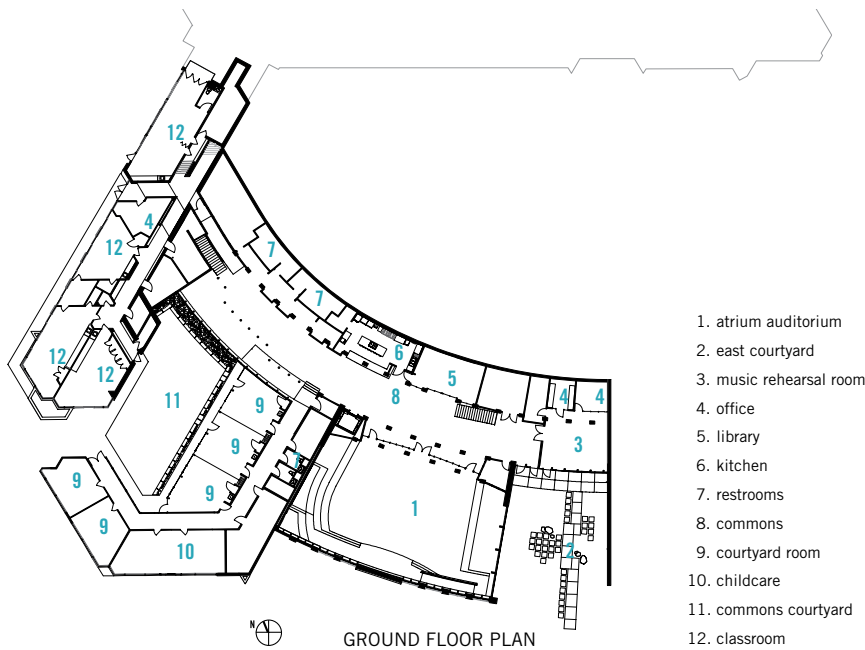 12
4
12
7
7
12
12
6
5
8
4
4
11
9
3
9
7
9
9
9
1
10
2
N
GROUND FLOOR PLAN
1. atrium auditorium
2. east courtyard
3. music rehearsal room
4. office
5. library
6. kitchen
7. restrooms
8. commons
9. courtyard room
10. childcare
11. commons courtyard
12. classroom